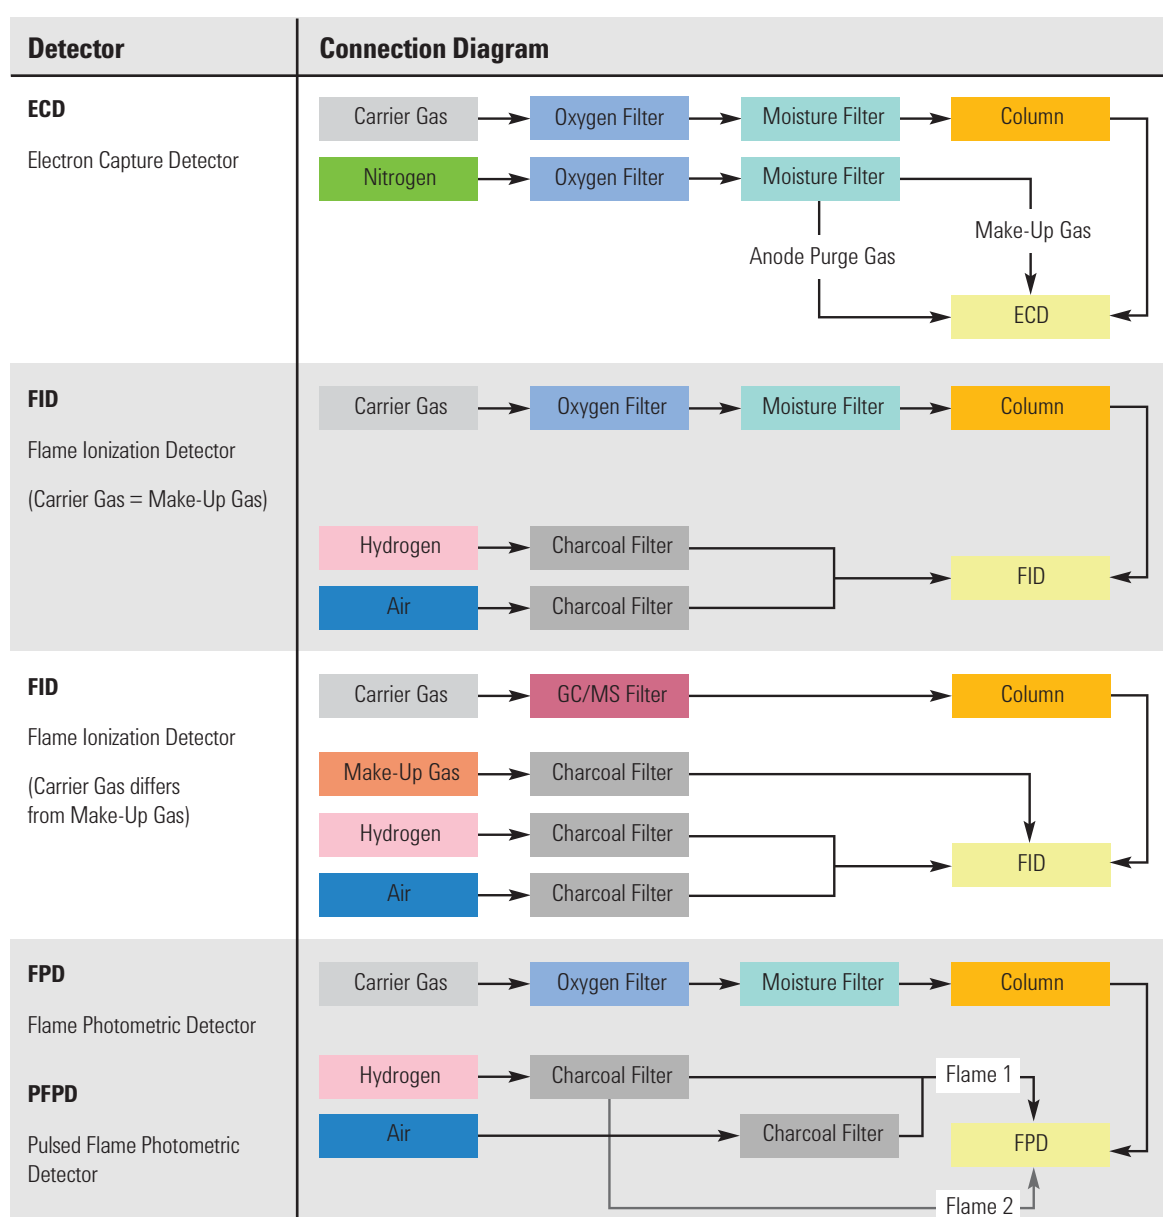 Detector
Connection Diagram
ECD
Electron Capture Detector
Carrier Gas
Oxygen Filter
Moisture Filter
Column
Nitrogen
Oxygen Filter
Moisture Filter
Make-Up Gas
Anode Purge Gas
ECD
FID
Flame Ionization Detector
(Carrier Gas = Make-Up Gas)
Carrier Gas
Oxygen Filter
Moisture Filter
Column
Hydrogen
Charcoal Filter
FID
Air
Charcoal Filter
FID
Flame Ionization Detector
(Carrier Gas differs
from Make-Up Gas)
Carrier Gas
GC/MS Filter
Column
Make-Up Gas
Charcoal Filter
Hydrogen
Charcoal Filter
FID
Air
Charcoal Filter
FPD
Flame Photometric Detector
PFPD
Pulsed Flame Photometric
Detector
Carrier Gas
Oxygen Filter
Moisture Filter
Column
Hydrogen
Charcoal Filter
Flame 1
Air
Charcoal Filter
FPD
Flame 2